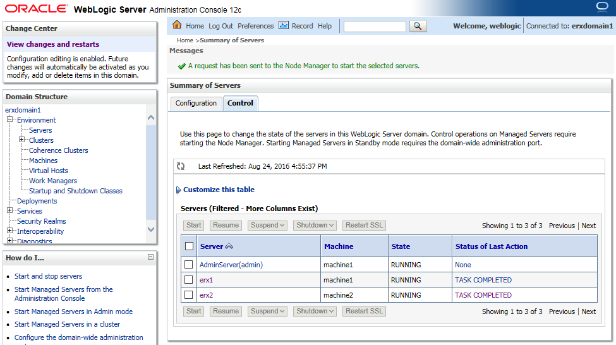 ORACLE WebLogic Server Administration Console 12c
Change Center
View changes and restarts
Configuration editing is enabled. Future
changes will automatically be activated as you
modify, add or delete items in this domain.
Domain Structure
erxdomain1
Environment
Servers
Clusters
Coherence Clusters
Machines
Virtual Hosts
Work Managers
Startup and Shutdown Classes
Deployments
Services
Security Realms
Interoperability
Diagnostics
How do I...
Start and stop servers
Start Managed Servers from the
Administration Console
Start Managed Servers in Admin mode
Start Managed Servers in a cluster
Configure the domain-wide administration
Home Log Out Preferences Record Help
Welcome, weblogic Connected to: erxdomain1
Home >Summary of Servers
Messages
A request has been sent to the Node Manager to start the selected servers.
Summary of Servers
Configuration Control
Use this page to change the state of the servers in this WebLogic Server domain. Control operations on Managed Servers require
starting the Node Manager. Starting Managed Servers in Standby mode requires the domain-wide administration port.
Last Refreshed: Aug 24, 2016 4:55:37 PM
Customize this table
Servers (Filtered - More Columns Exist)
Start Resume Suspend Shutdown Restart SSL Showing 1 to 3 of 3 Previous | Next
Server Machine State Status of Last Action
AdminServer(admin) machine1 RUNNING None
erx1 machine1 RUNNING TASK COMPLETED
erx2 machine2 RUNNING TASK COMPLETED
Start Resume Suspend Shutdown Restart SSL Showing 1 to 3 of 3 Previous | Next